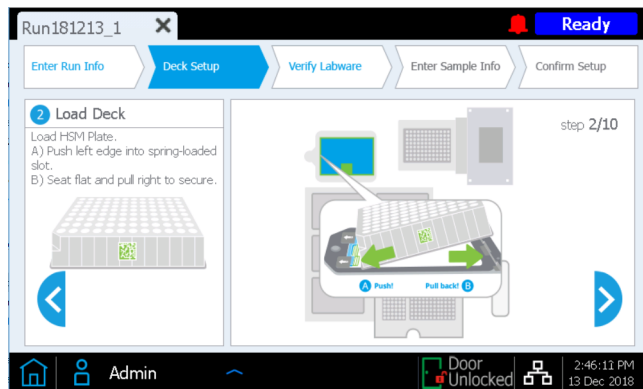 Run181213_1
Ready
Enter Run Info
Deck Setup
Verify Labware
Enter Sample Info
Confirm Setup
2 Load Deck
Load HSM Plate.
A) Push left edge into spring-loaded
slot.
B) Seat flat and pull right to secure.
step 2/10
A Push!
Pull back! B
Admin
Door
Unlocked
2:46:11 PM
13 Dec 2018